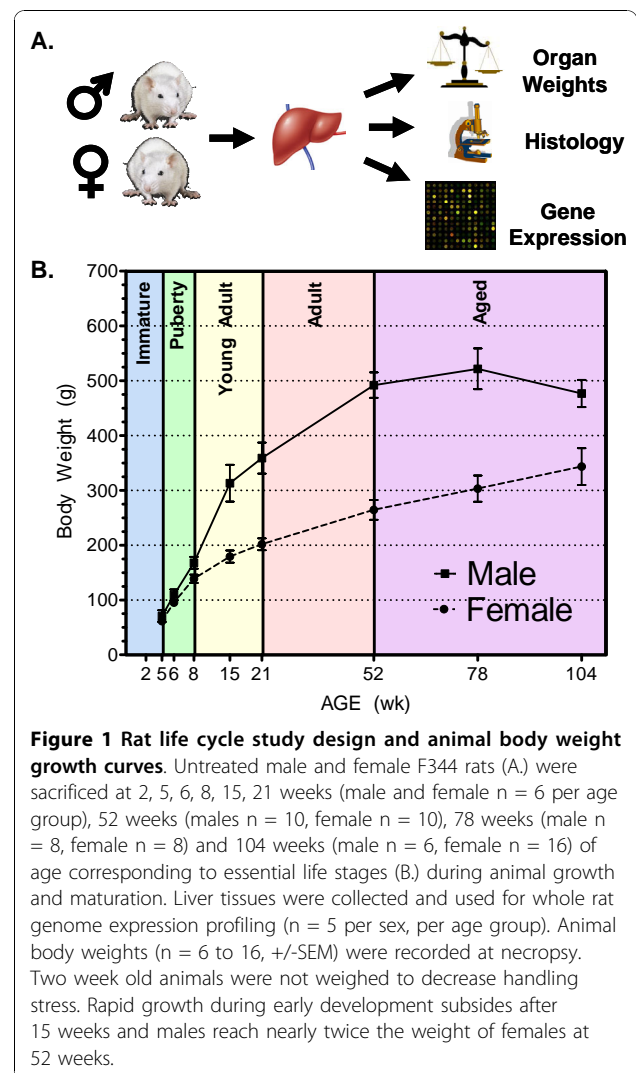 A.
Organ
Weights
Histology
Gene
Expression
B.
700
600
500
400
300
200
100
0
Body Weight (g)
Immature
Puberty
Young Adult
Adult
Aged
Male
Female
2 5 6 8 15 21 52 78 104
AGE (wk)
Figure 1 Rat life cycle study design and animal body weight
growth curves. Untreated male and female F344 rats (A.) were
sacrificed at 2, 5, 6, 8, 15, 21 weeks (male and female n = 6 per age
group), 52 weeks (males n = 10, female n = 10), 78 weeks (male n
= 8, female n = 8) and 104 weeks (male n = 6, female n = 16) of
age corresponding to essential life stages (B.) during animal growth
and maturation. Liver tissues were collected and used for whole rat
genome expression profiling (n = 5 per sex, per age group). Animal
body weights (n = 6 to 16, +/-SEM) were recorded at necropsy.
Two week old animals were not weighed to decrease handling
stress. Rapid growth during early development subsides after
15 weeks and males reach nearly twice the weight of females at
52 weeks.